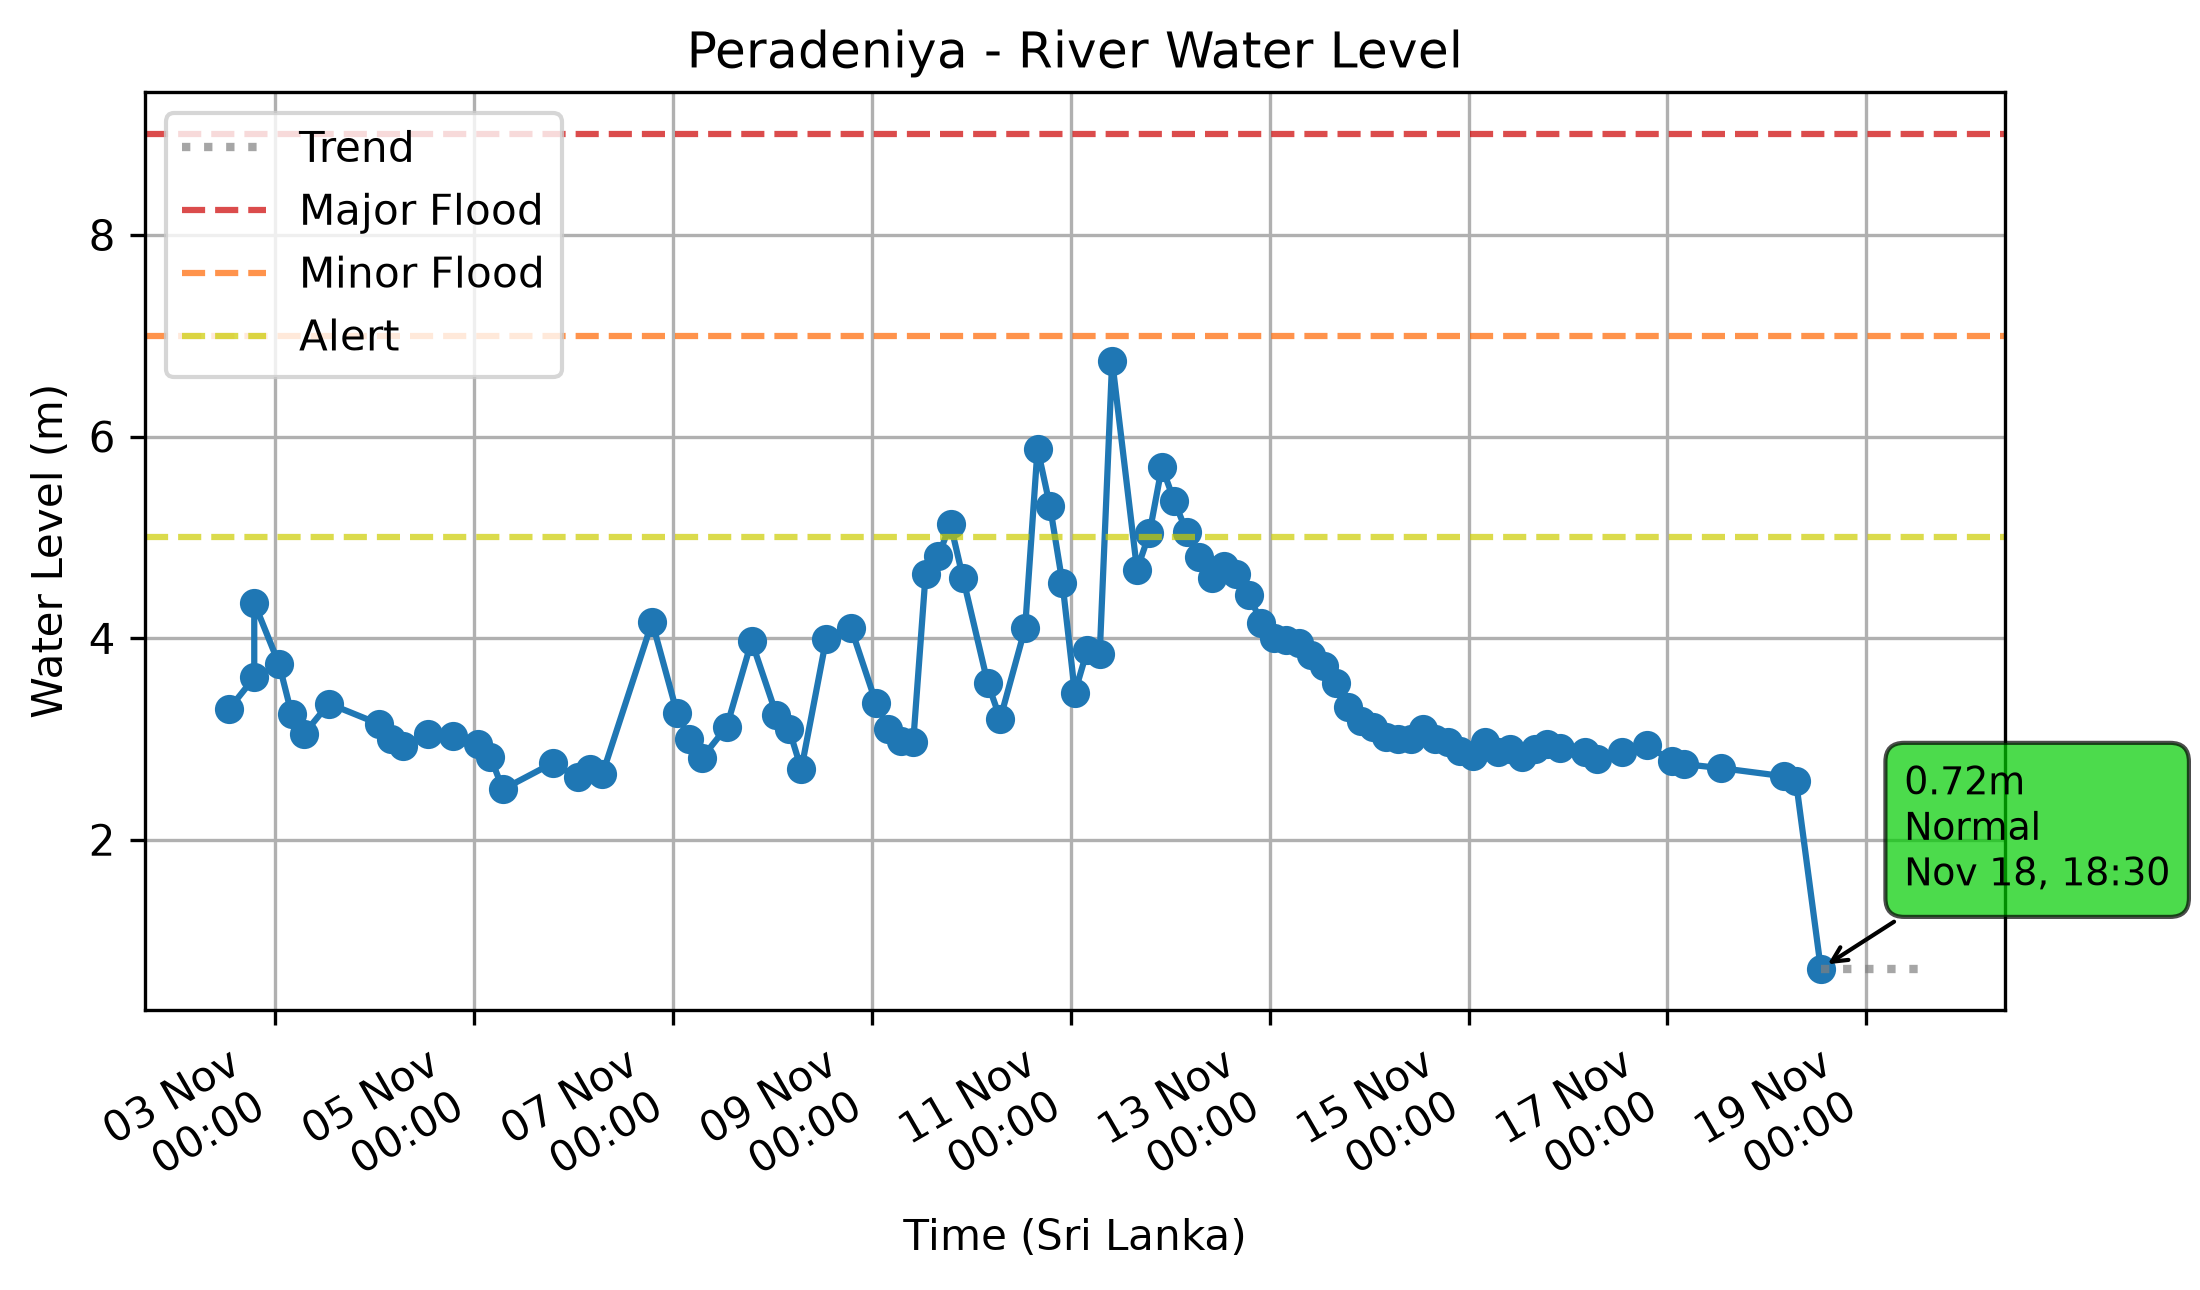 Peradeniya - River Water Level
Trend
Major Flood
Minor Flood
Alert
Water Level (m)
8
6
4
2
0.72m
Normal
Nov 18, 18:30
03 Nov
00:00
05 Nov
00:00
07 Nov
00:00
09 Nov
00:00
11 Nov
00:00
13 Nov
00:00
15 Nov
00:00
17 Nov
00:00
19 Nov
00:00
Time (Sri Lanka)